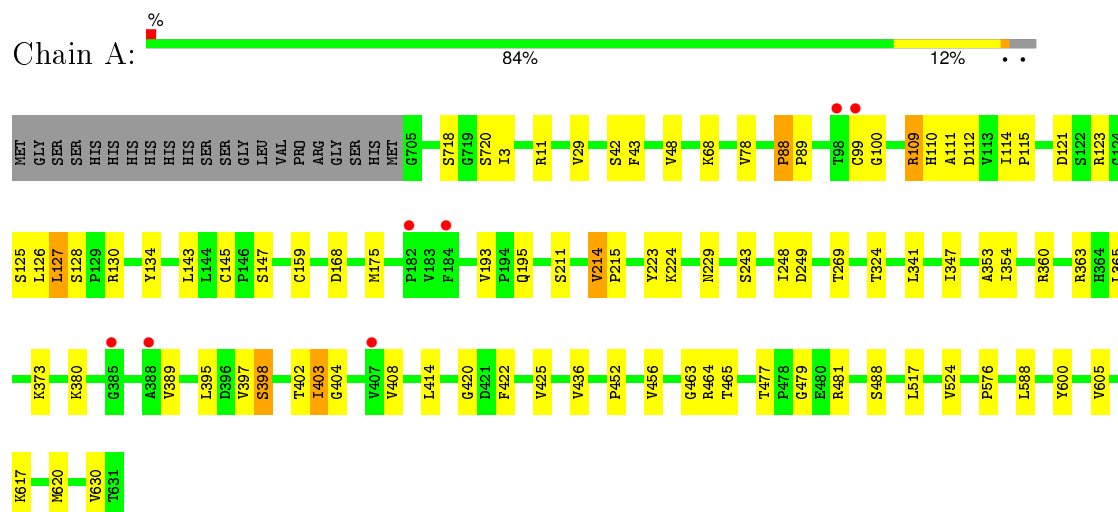 %
Chain A:
84% 12% • •
MET GLY SER SER HIS HIS HIS HIS HIS HIS SER SER GLY LEU VAL PRO ARG GLY SER HIS MET G705 S718 G719 S720 I3 R11 V29 S42 F43 V48 K68 V78 P88 P89 T98 C99 G100 R109 H110 A111 D112 V113 I114 P115 D121 S122 R123
S125 L126 L127 S128 P129 R130 Y134 L143 L144 C145 P146 S147 C159 D168 M175 P182 V183 F184 V193 P194 Q195 S211 V214 P215 Y223 K224 N229 S243 I248 D249 T269 T324 L341 I347 A353 I354 R360 R363 H364 L365
K373 K380 G385 A388 V389 L395 D396 V397 S398 T402 I403 G404 V407 V408 L414 G420 D421 F422 V425 V436 P452 V456 G463 R464 T465 T477 P478 G479 E480 R481 S488 L517 V524 P576 L588 Y600 V605
K617 M620 V630 T631